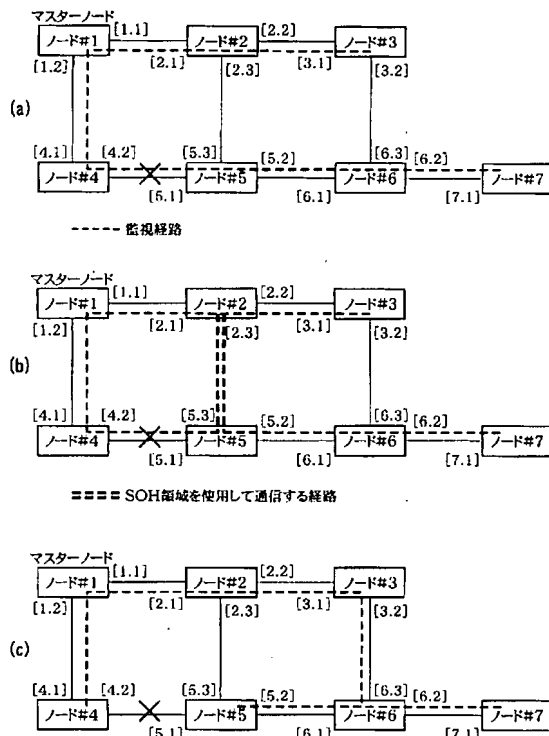 マスターノード
(a)
ノード#1 [1.1] ノード#2 [2.2] ノード#3
[1.2] [2.1] [2.3] [3.1] [3.2]
[4.1] [4.2] [5.3] [5.2] [6.3] [6.2]
ノード#4 [5.1] ノード#5 [6.1] ノード#6 [7.1] ノード#7
監視経路
マスターノード
(b)
ノード#1 [1.1] ノード#2 [2.2] ノード#3
[1.2] [2.1] [2.3] [3.1] [3.2]
[4.1] [4.2] [5.3] [5.2] [6.3] [6.2]
ノード#4 [5.1] ノード#5 [6.1] ノード#6 [7.1] ノード#7
SOH領域を使用して通信する経路
マスターノード
(c)
ノード#1 [1.1] ノード#2 [2.2] ノード#3
[1.2] [2.1] [2.3] [3.1] [3.2]
[4.1] [4.2] [5.3] [5.2] [6.3] [6.2]
ノード#4 [5.1] ノード#5 [6.1] ノード#6 [7.1] ノード#7